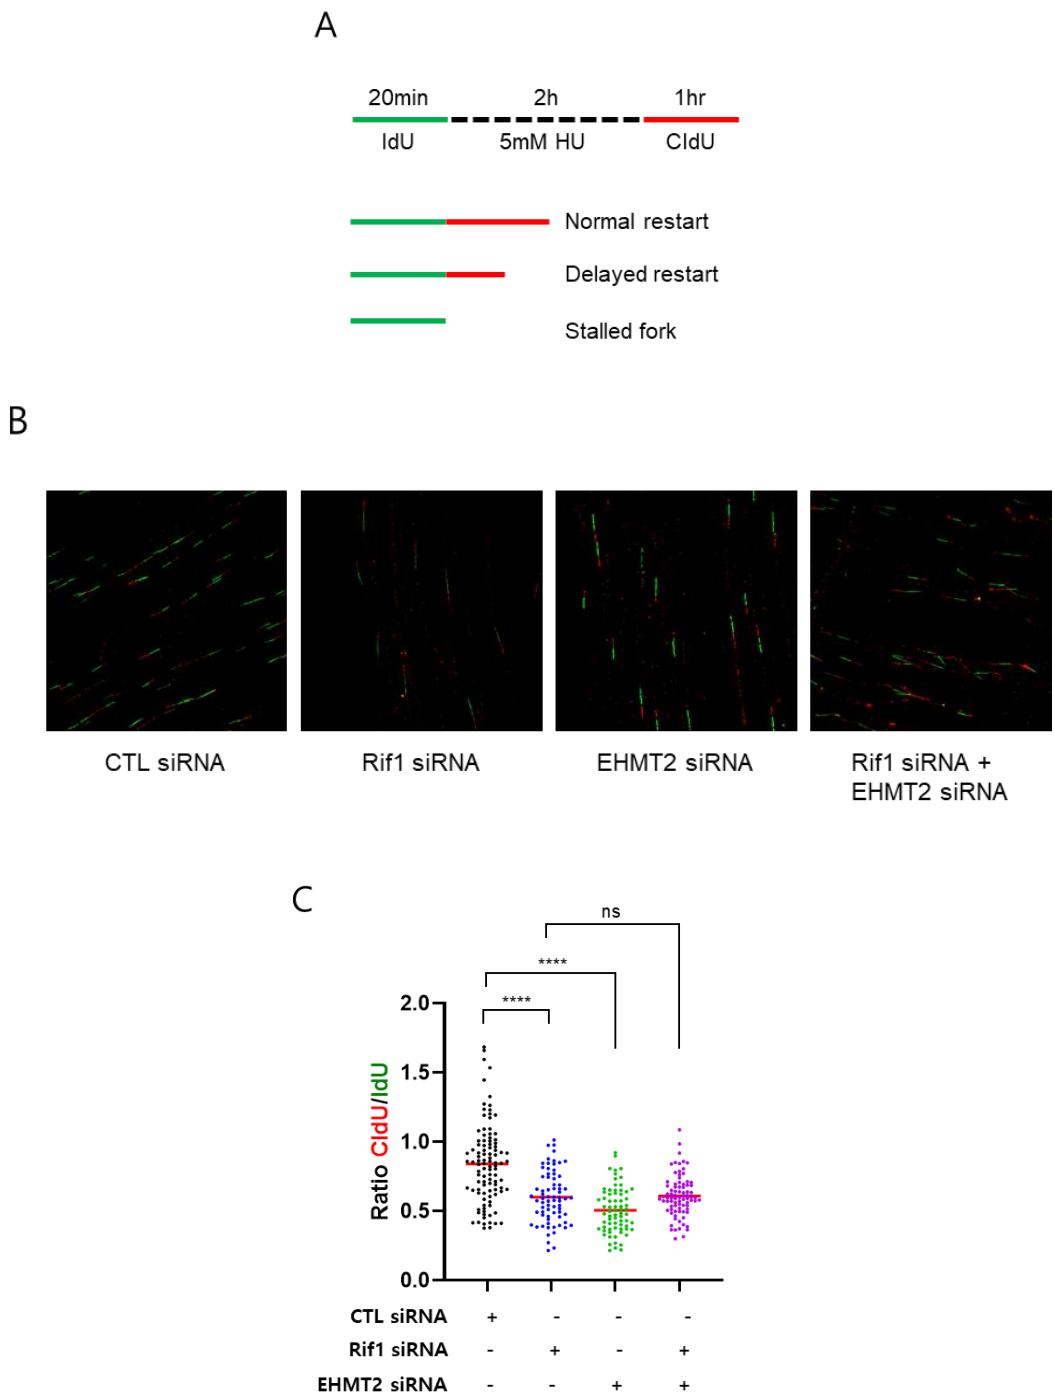 A
20min 2h 1hr
IdU 5mM HU CIdU
Normal restart
Delayed restart
Stalled fork
B
CTL siRNA Rif1 siRNA EHMT2 siRNA Rif1 siRNA +
EHMT2 siRNA
C
ns
****
****
2.0
1.5
1.0
0.5
0.0
Ratio CIdU/IdU
CTL siRNA + - - -
Rif1 siRNA - + - +
EHMT2 siRNA - - + +